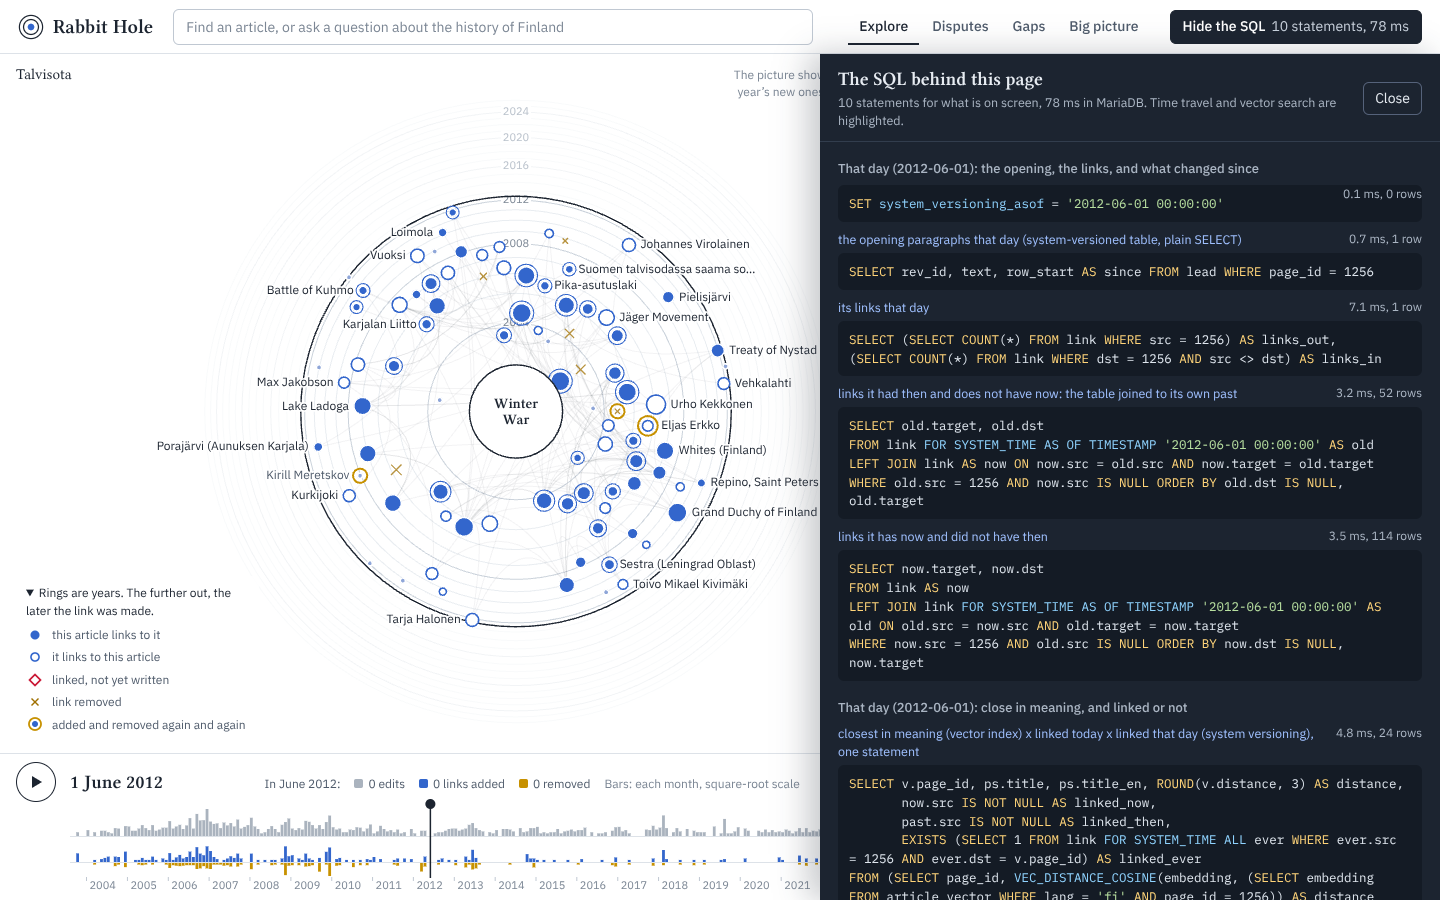 Rabbit Hole
Find an article, or ask a question about the history of Finland
Explore
Disputes
Gaps
Big picture
Hide the SQL 10 statements, 78 ms
Talvisota
The picture show
year's new ones
2024
2020
2016
2012
2008
Loimola
Vuoksi
Battle of Kuhmo
Karjalan Liitto
Max Jakobson
Lake Ladoga
Porajärvi (Aunuksen Karjala)
Kirill Meretskov
Kurkijoki
Tarja Halonen
Johannes Virolainen
Suomen talvisodassa saama so…
Pika-asutuslaki
Pielisjärvi
Jäger Movement
Treaty of Nystad
Vehkalahti
Urho Kekkonen
Eljas Erkko
Whites (Finland)
Repino, Saint Peters
Grand Duchy of Finland
Sestra (Leningrad Oblast)
Toivo Mikael Kivimäki
Winter
War
▼ Rings are years. The further out, the
later the link was made.
this article links to it
it links to this article
linked, not yet written
link removed
added and removed again and again
1 June 2012
In June 2012:
0 edits
0 links added
0 removed
Bars: each month, square-root scale
2004 2005 2006 2007 2008 2009 2010 2011 2012 2013 2014 2015 2016 2017 2018 2019 2020 2021
The SQL behind this page
10 statements for what is on screen, 78 ms in MariaDB. Time travel and vector search are
highlighted.
Close
That day (2012-06-01): the opening, the links, and what changed since
0.1 ms, 0 rows
SET system_versioning_asof = '2012-06-01 00:00:00'
the opening paragraphs that day (system-versioned table, plain SELECT)
0.7 ms, 1 row
SELECT rev_id, text, row_start AS since FROM lead WHERE page_id = 1256
its links that day
7.1 ms, 1 row
SELECT (SELECT COUNT(*) FROM link WHERE src = 1256) AS links_out,
(SELECT COUNT(*) FROM link WHERE dst = 1256 AND src <> dst) AS links_in
links it had then and does not have now: the table joined to its own past
3.2 ms, 52 rows
SELECT old.target, old.dst
FROM link FOR SYSTEM_TIME AS OF TIMESTAMP '2012-06-01 00:00:00' AS old
LEFT JOIN link AS now ON now.src = old.src AND now.target = old.target
WHERE old.src = 1256 AND now.src IS NULL ORDER BY old.dst IS NULL,
old.target
links it has now and did not have then
3.5 ms, 114 rows
SELECT now.target, now.dst
FROM link AS now
LEFT JOIN link FOR SYSTEM_TIME AS OF TIMESTAMP '2012-06-01 00:00:00' AS
old ON old.src = now.src AND old.target = now.target
WHERE now.src = 1256 AND old.src IS NULL ORDER BY now.dst IS NULL,
now.target
That day (2012-06-01): close in meaning, and linked or not
closest in meaning (vector index) x linked today x linked that day (system versioning),
one statement
4.8 ms, 24 rows
SELECT v.page_id, ps.title, ps.title_en, ROUND(v.distance, 3) AS distance,
now.src IS NOT NULL AS linked_now,
past.src IS NOT NULL AS linked_then,
EXISTS (SELECT 1 FROM link FOR SYSTEM_TIME ALL ever WHERE ever.src
= 1256 AND ever.dst = v.page_id) AS linked_ever
FROM (SELECT page_id, VEC_DISTANCE_COSINE(embedding, (SELECT embedding
FROM article_vector WHERE lang = 'fi' AND page_id = 1256)) AS distance